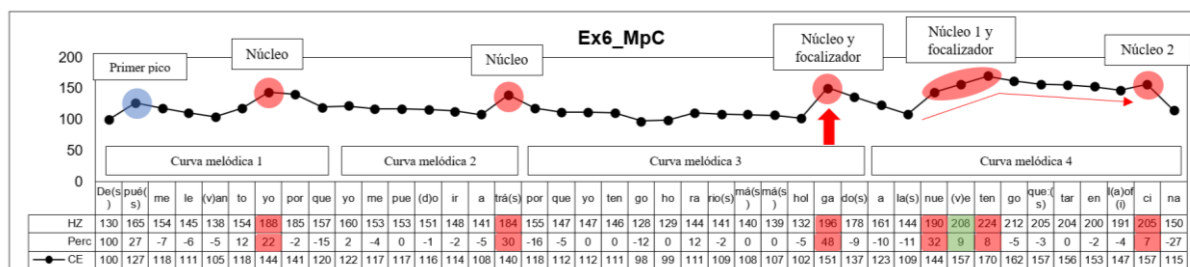 Ex6_MpC
Primer pico
Núcleo
Núcleo
Núcleo y
focalizador
Núcleo 1 y
focalizador
Núcleo 2
200
150
100
50
0
Curva melódica 1 Curva melódica 2 Curva melódica 3 Curva melódica 4
De(s) pué(s) me le (v)an to yo por que yo me pue (d)o ir a trá(s) por que yo ten go ho ra rio(s) má(s) má(s) hol ga do(s) a la(s) nue (v)e ten go que:(s) tar en l(a)of(i) ci na
HZ 130 165 154 145 138 154 188 185 157 160 153 153 151 148 141 184 155 147 147 146 128 129 144 141 140 139 132 196 178 161 144 190 208 224 212 205 204 200 191 205 150
Perc 100 27 -7 -6 -5 12 22 -2 -15 2 -4 0 -1 -2 -5 30 -16 -5 0 0 -12 0 12 -2 0 0 -5 48 -9 -10 -11 32 9 8 -5 -3 0 -2 -4 7 -27
CE 100 127 118 111 105 118 144 141 120 122 117 117 116 114 108 140 118 112 112 111 98 99 111 109 108 107 102 151 137 123 109 144 157 170 161 157 156 153 147 157 115